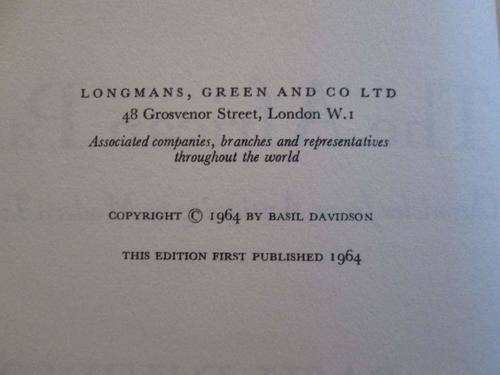 LONGMANS, GREEN AND CO LTD
48 Grosvenor Street, London W.1
Associated companies, branches and representatives
throughout the world
COPYRIGHT © 1964 BY BASIL DAVIDSON
THIS EDITION FIRST PUBLISHED 1964